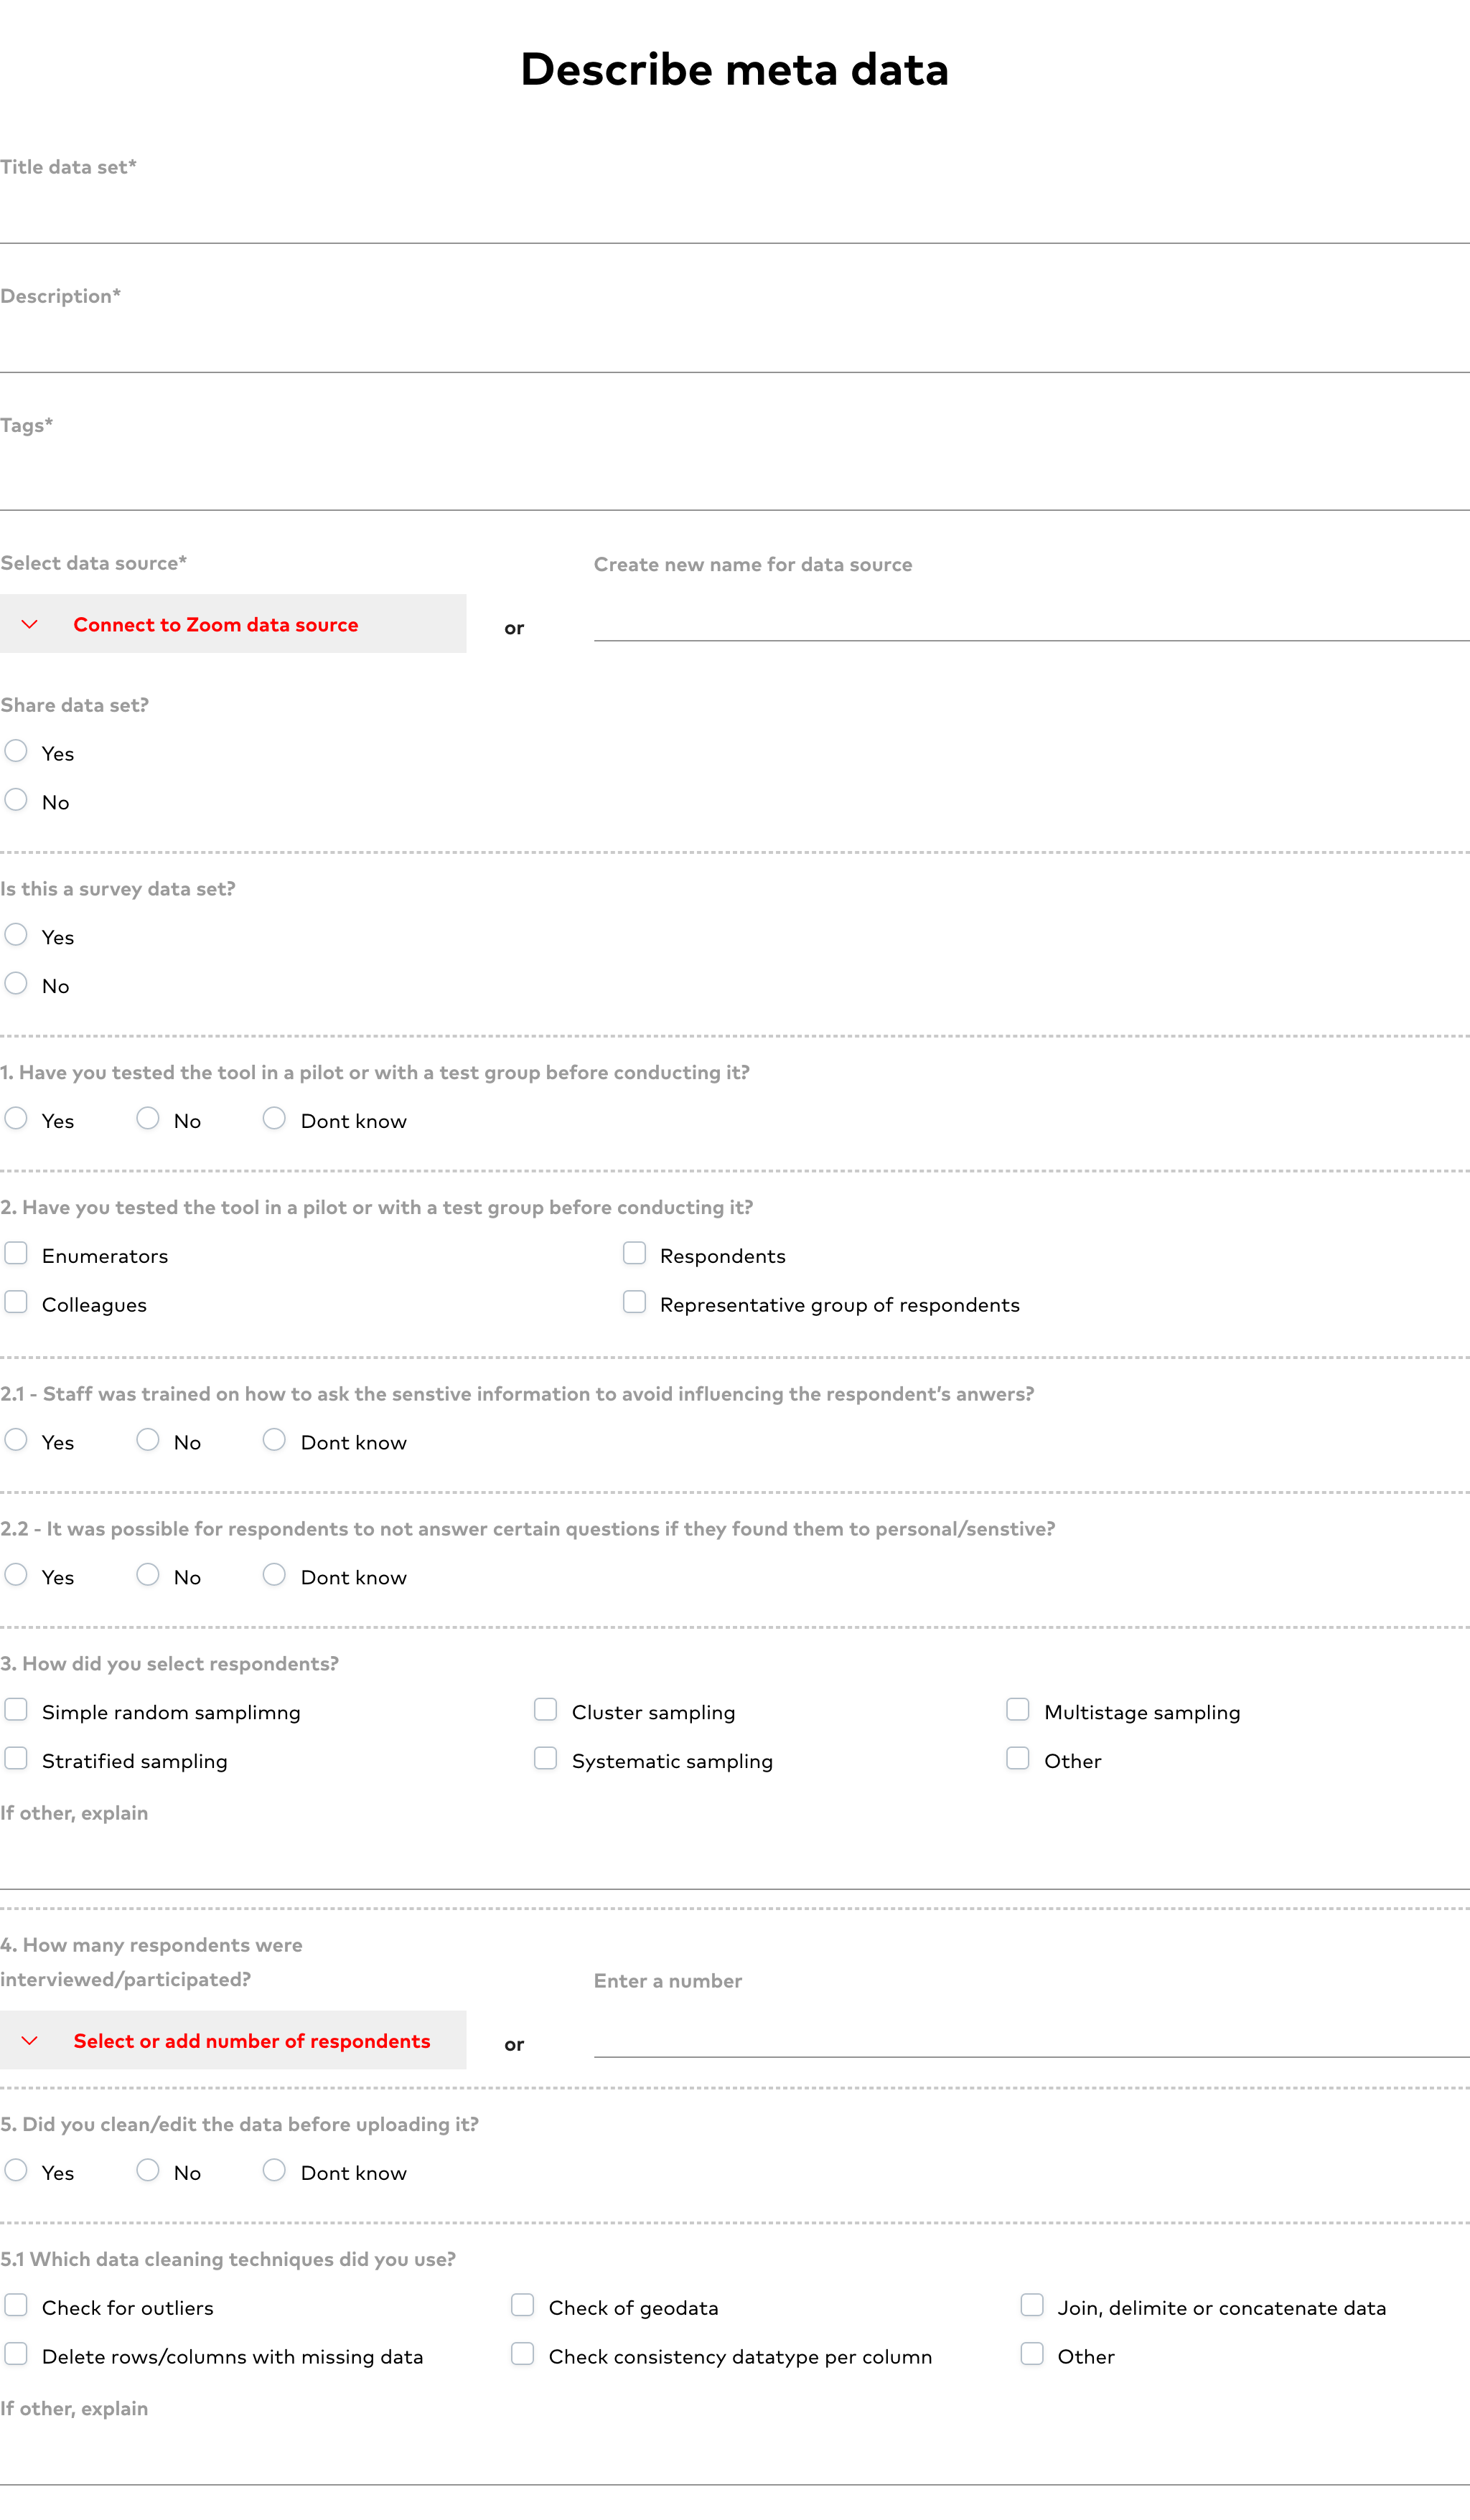 Describe meta data
Title data set*
Description*
Tags*
Select data source*
Create new name for data source
Connect to Zoom data source
or
Share data set?
Yes
No
Is this a survey data set?
Yes
No
1. Have you tested the tool in a pilot or with a test group before conducting it?
Yes No Dont know
2. Have you tested the tool in a pilot or with a test group before conducting it?
Enumerators Respondents
Colleagues Representative group of respondents
2.1 - Staff was trained on how to ask the senstive information to avoid influencing the respondent's anwers?
Yes No Dont know
2.2 - It was possible for respondents to not answer certain questions if they found them to personal/senstive?
Yes No Dont know
3. How did you select respondents?
Simple random samplimng Cluster sampling Multistage sampling
Stratified sampling Systematic sampling Other
If other, explain
4. How many respondents were
interviewed/participated?
Enter a number
Select or add number of respondents
or
5. Did you clean/edit the data before uploading it?
Yes No Dont know
5.1 Which data cleaning techniques did you use?
Check for outliers Check of geodata Join, delimite or concatenate data
Delete rows/columns with missing data Check consistency datatype per column Other
If other, explain